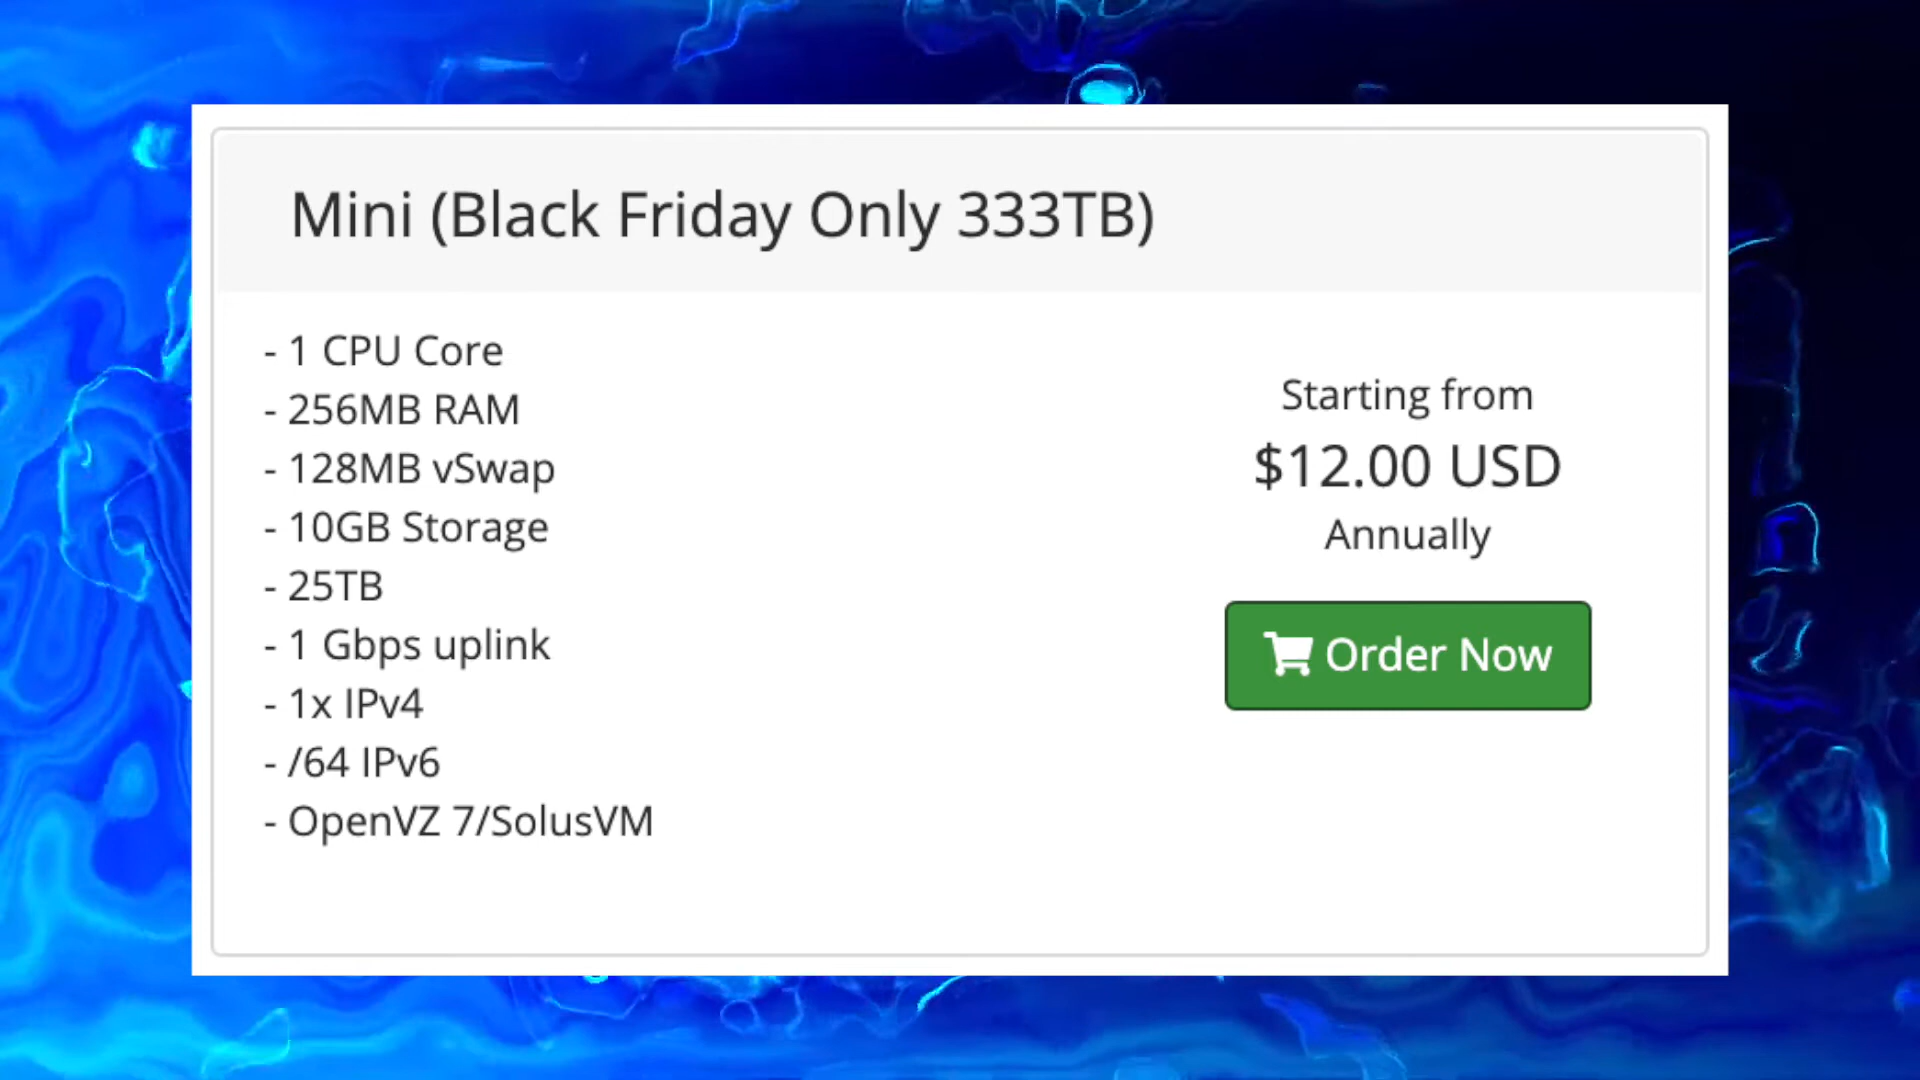 Mini (Black Friday Only 333TB)
- 1 CPU Core
- 256MB RAM
- 128MB vSwap
- 10GB Storage
- 25TB
- 1 Gbps uplink
- 1x IPv4
- /64 IPv6
- OpenVZ 7/SolusVM
Starting from
$12.00 USD
Annually
Order Now